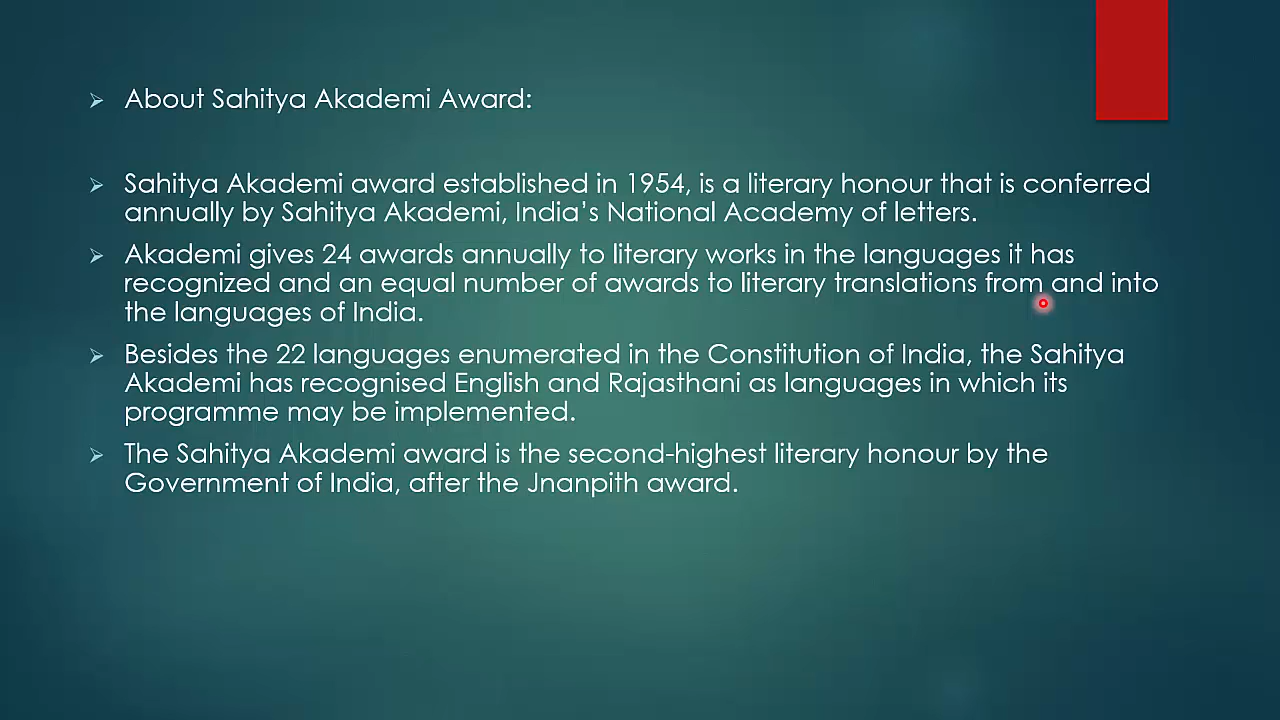 About Sahitya Akademi Award:
Sahitya Akademi award established in 1954, is a literary honour that is conferred
annually by Sahitya Akademi, India’s National Academy of letters.
Akademi gives 24 awards annually to literary works in the languages it has
recognized and an equal number of awards to literary translations from and into
the languages of India.
Besides the 22 languages enumerated in the Constitution of India, the Sahitya
Akademi has recognised English and Rajasthani as languages in which its
programme may be implemented.
The Sahitya Akademi award is the second-highest literary honour by the
Government of India, after the Jnanpith award.